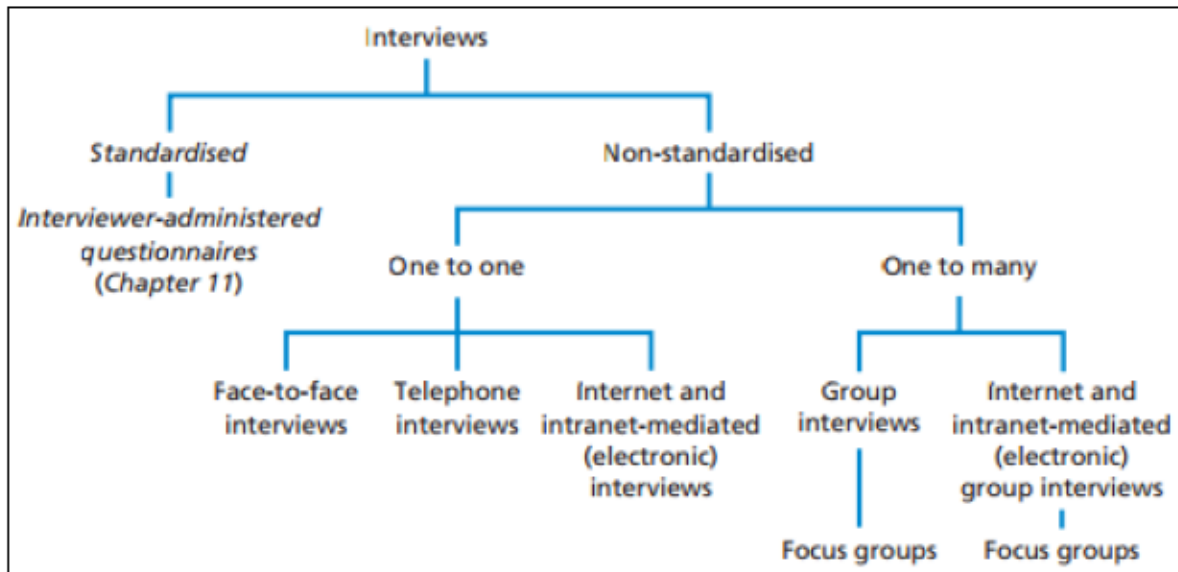 Interviews
Standardised
Non-standardised
Interviewer-administered
questionnaires
(Chapter 11)
One to one
One to many
Face-to-face
interviews
Telephone
interviews
Internet and
intranet-mediated
(electronic)
interviews
Group
interviews
Internet and
intranet-mediated
(electronic)
group interviews
Focus groups
Focus groups